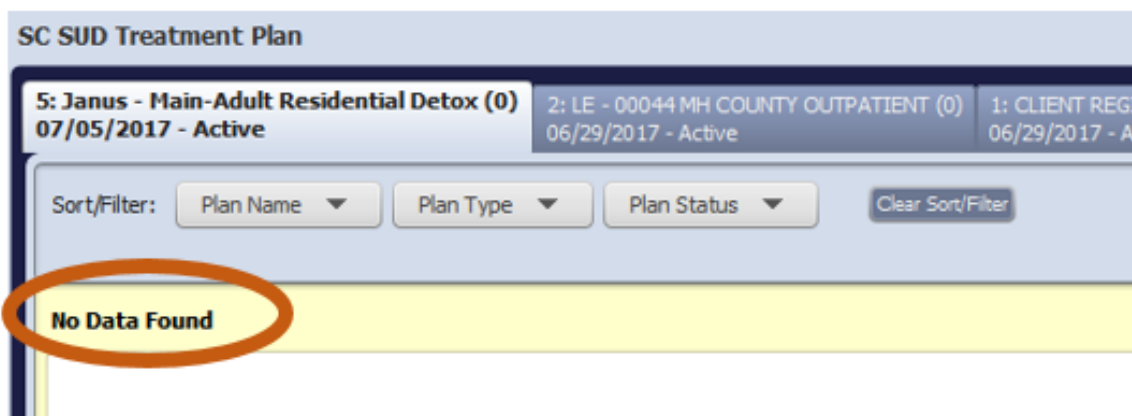 SC SUD Treatment Plan
5: Janus - Main-Adult Residential Detox (0)
07/05/2017 - Active
2: LE - 00044 MH COUNTY OUTPATIENT (0)
06/29/2017 - Active
1: CLIENT
06/29/2017 -
Sort/Filter: Plan Name Plan Type Plan Status Clear Sort/Filter
No Data Found